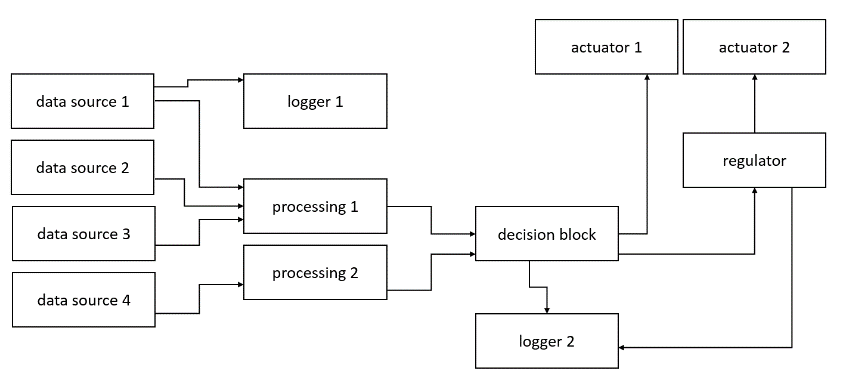 actuator 1
actuator 2
data source 1
logger 1
data source 2
regulator
processing 1
data source 3
decision block
processing 2
data source 4
logger 2